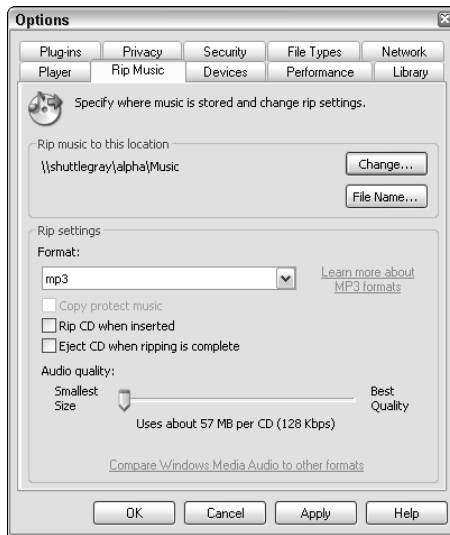 Options
Plug-ins Privacy Security File Types Network
Player Rip Music Devices Performance Library
Specify where music is stored and change rip settings.
Rip music to this location
\\shuttlegray\alpha\Music
Change...
File Name...
Rip settings
Format:
mp3
Learn more about
MP3 formats
Copy protect music
Rip CD when inserted
Eject CD when ripping is complete
Audio quality:
Smallest Best
Size Quality
Uses about 57 MB per CD (128 Kbps)
Compare Windows Media Audio to other formats
OK Cancel Apply Help